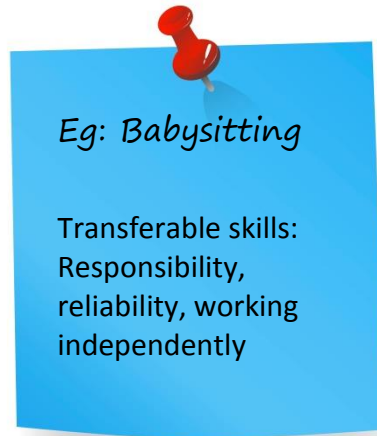 Eg: Babysitting
Transferable skills:
Responsibility,
reliability, working
independently